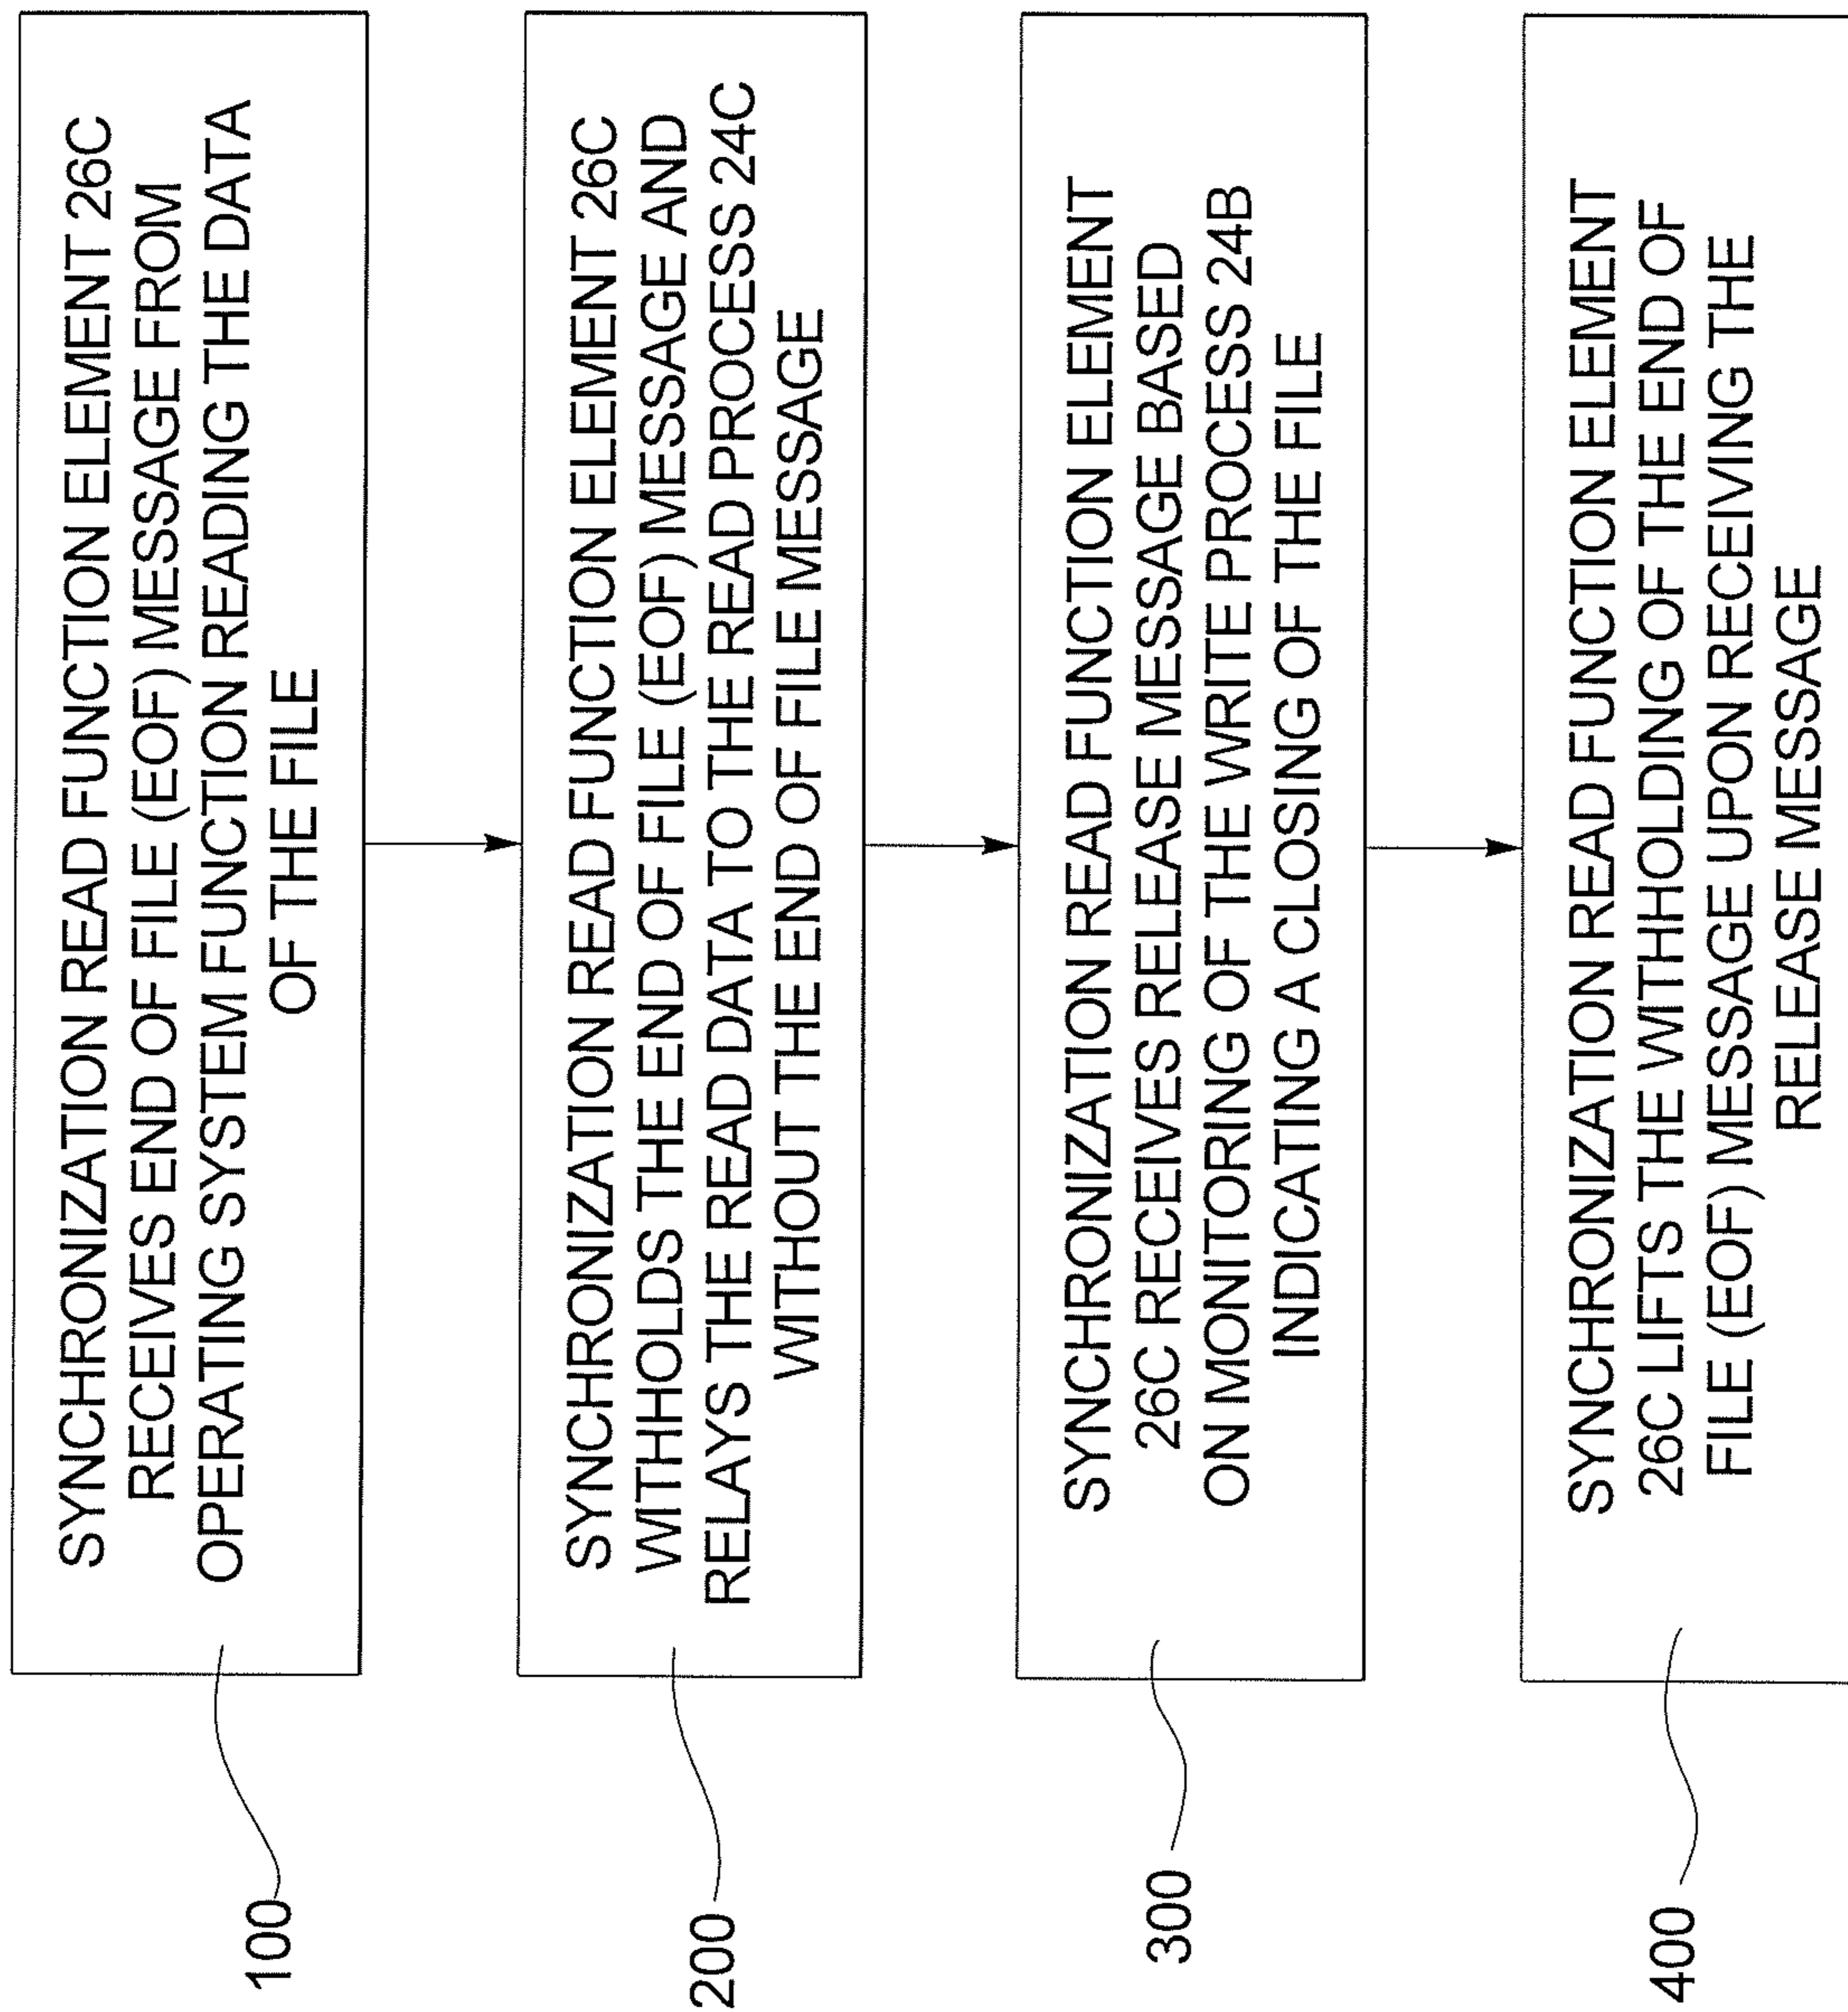 SYNCHRONIZATION READ FUNCTION ELEMENT 26C
RECEIVES END OF FILE (EOF) MESSAGE FROM
OPERATING SYSTEM FUNCTION READING THE DATA
OF THE FILE
100
SYNCHRONIZATION READ FUNCTION ELEMENT 26C
WITHHOLDS THE END OF FILE (EOF) MESSAGE AND
RELAYS THE READ DATA TO THE READ PROCESS 24C
WITHOUT THE END OF FILE MESSAGE
200
SYNCHRONIZATION READ FUNCTION ELEMENT
26C RECEIVES RELEASE MESSAGE BASED
ON MONITORING OF THE WRITE PROCESS 24B
INDICATING A CLOSING OF THE FILE
300
SYNCHRONIZATION READ FUNCTION ELEMENT
26C LIFTS THE WITHHOLDING OF THE END OF
FILE (EOF) MESSAGE UPON RECEIVING THE
RELEASE MESSAGE
400